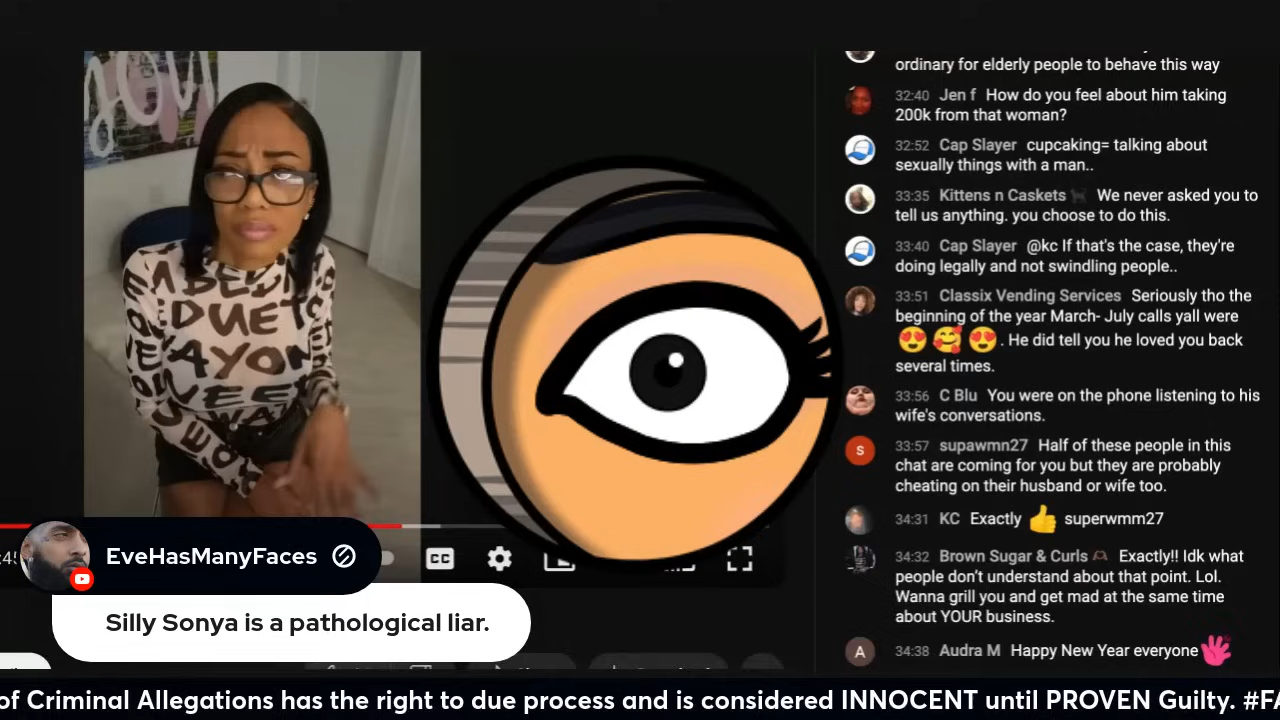 ordinary for elderly people to behave this way
32:40 Jen f How do you feel about him taking
200k from that woman?
32:52 Cap Slayer cupcaking= talking about
sexually things with a man..
33:35 Kittens n Caskets We never asked you to
tell us anything. you choose to do this.
33:40 Cap Slayer @kc If that's the case, they're
doing legally and not swindling people..
33:51 Classix Vending Services Seriously tho the
beginning of the year March- July calls yall were
😍🥰😍. He did tell you he loved you back
several times.
33:56 C Blu You were on the phone listening to his
wife's conversations.
S
33:57 supawmn27 Half of these people in this
chat are coming for you but they are probably
cheating on their husband or wife too.
34:31 KC Exactly 👍 superwmm27
34:32 Brown Sugar & Curls Exactly!! Idk what
people don't understand about that point. Lol.
Wanna grill you and get mad at the same time
about YOUR business.
A
34:38 Audra M Happy New Year everyone
CC
EveHasManyFaces
Silly Sonya is a pathological liar.
of Criminal Allegations has the right to due process and is considered INNOCENT until PROVEN Guilty.